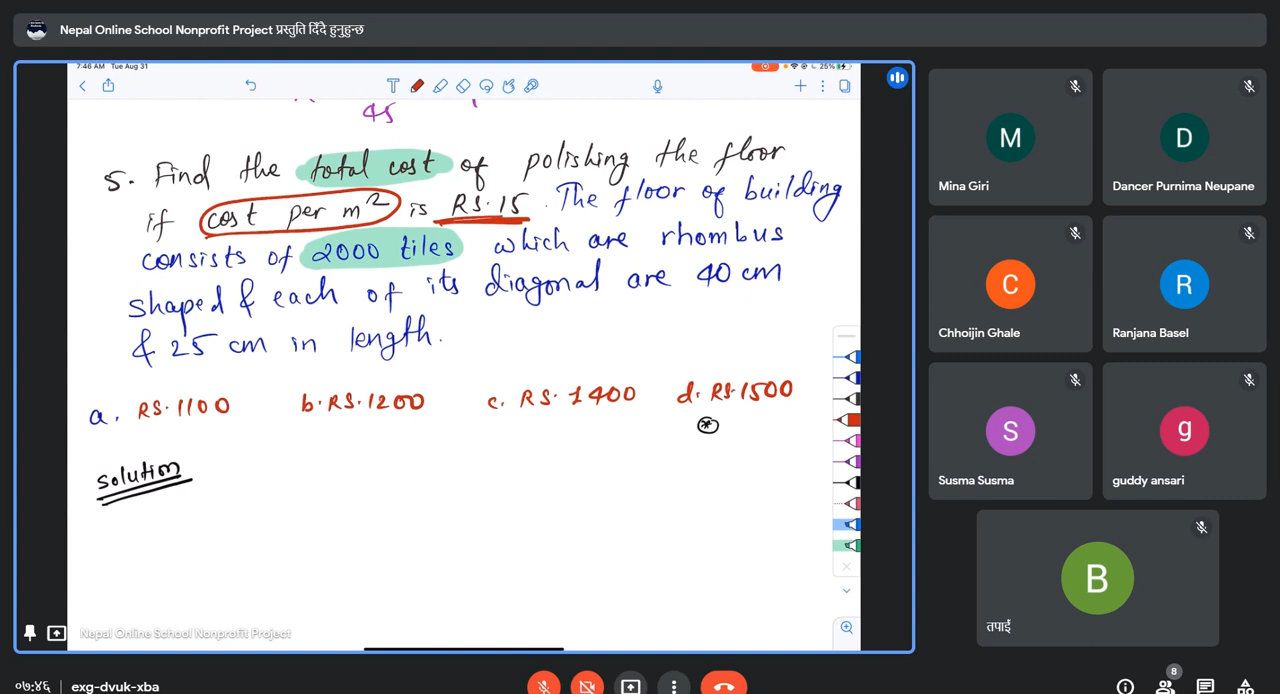 Nepal Online School Nonprofit Project प्रस्तुति दिँदै हुनुहुन्छ
7:46 AM Tue Aug 31
25%
45
5. Find the total cost of polishing the floor
if cost per m² is RS.15. The floor of building
consists of 2000 tiles which are rhombus
shaped & each of its diagonal are 40 cm
& 25 cm in length.
a. RS.1100 b. RS.1200 c. RS.1400 d. RS.1500
Solution
Nepal Online School Nonprofit Project
M
Mina Giri
D
Dancer Purnima Neupane
C
Chhoijin Ghale
R
Ranjana Basel
S
Susma Susma
g
guddy ansari
B
तपाईं
०७:४६ | exg-dvuk-xba
8